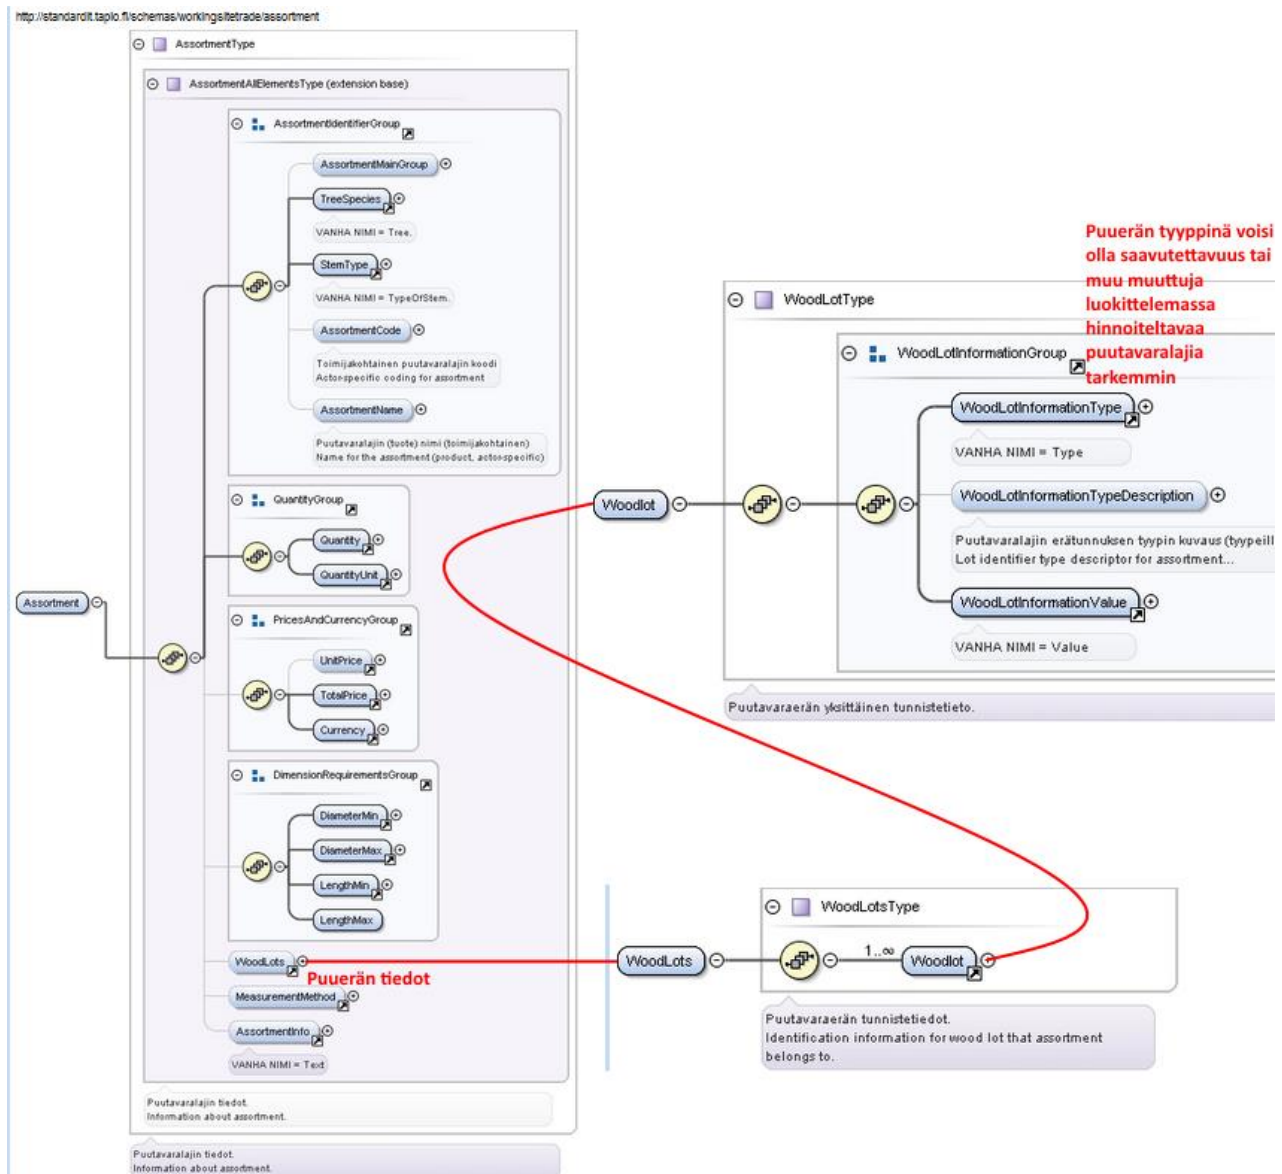 http://standardit.tapio.fi/schemas/workingsitetrade/assortment
AssortmentType
AssortmentAllElementsType (extension base)
AssortmentIdentifierGroup
AssortmentMainGroup
TreeSpecies
VANHA NIMI = Tree.
StemType
VANHA NIMI = TypeOfStem.
AssortmentCode
Toimijakohtainen puutavaralajin koodi
Actor-specific coding for assortment
AssortmentName
Puutavaralajin (tuote) nimi (toimijakohtainen)
Name for the assortment (product, actor-specific)
QuantityGroup
Quantity
QuantityUnit
Assortment
PricesAndCurrencyGroup
UnitPrice
TotalPrice
Currency
DimensionRequirementsGroup
DiameterMin
DiameterMax
LengthMin
LengthMax
WoodLots
Puuerän tiedot
MeasurementMethod
AssortmentInfo
VANHA NIMI = Text
Puutavaralajin tiedot.
Information about assortment.
Puutavaralajin tiedot.
Information about assortment.
Puuerän tyyppinä voisi
olla saavutettavuus tai
muu muuttuja
luokittelemassa
hinnoiteltavaa
puutavaralajia
tarkemmin
WoodLotType
WoodLotInformationGroup
WoodLotInformationType
VANHA NIMI = Type
Woodlot
WoodLotInformationTypeDescription
Puutavaralajin erätunnuksen tyypin kuvaus (tyypeill
Lot identifier type descriptor for assortment...
WoodLotInformationValue
VANHA NIMI = Value
Puutavaraerän yksittäinen tunnistetieto.
WoodLotsType
WoodLots
1..∞
Woodlot
Puutavaraerän tunnistetiedot.
Identification information for wood lot that assortment
belongs to.